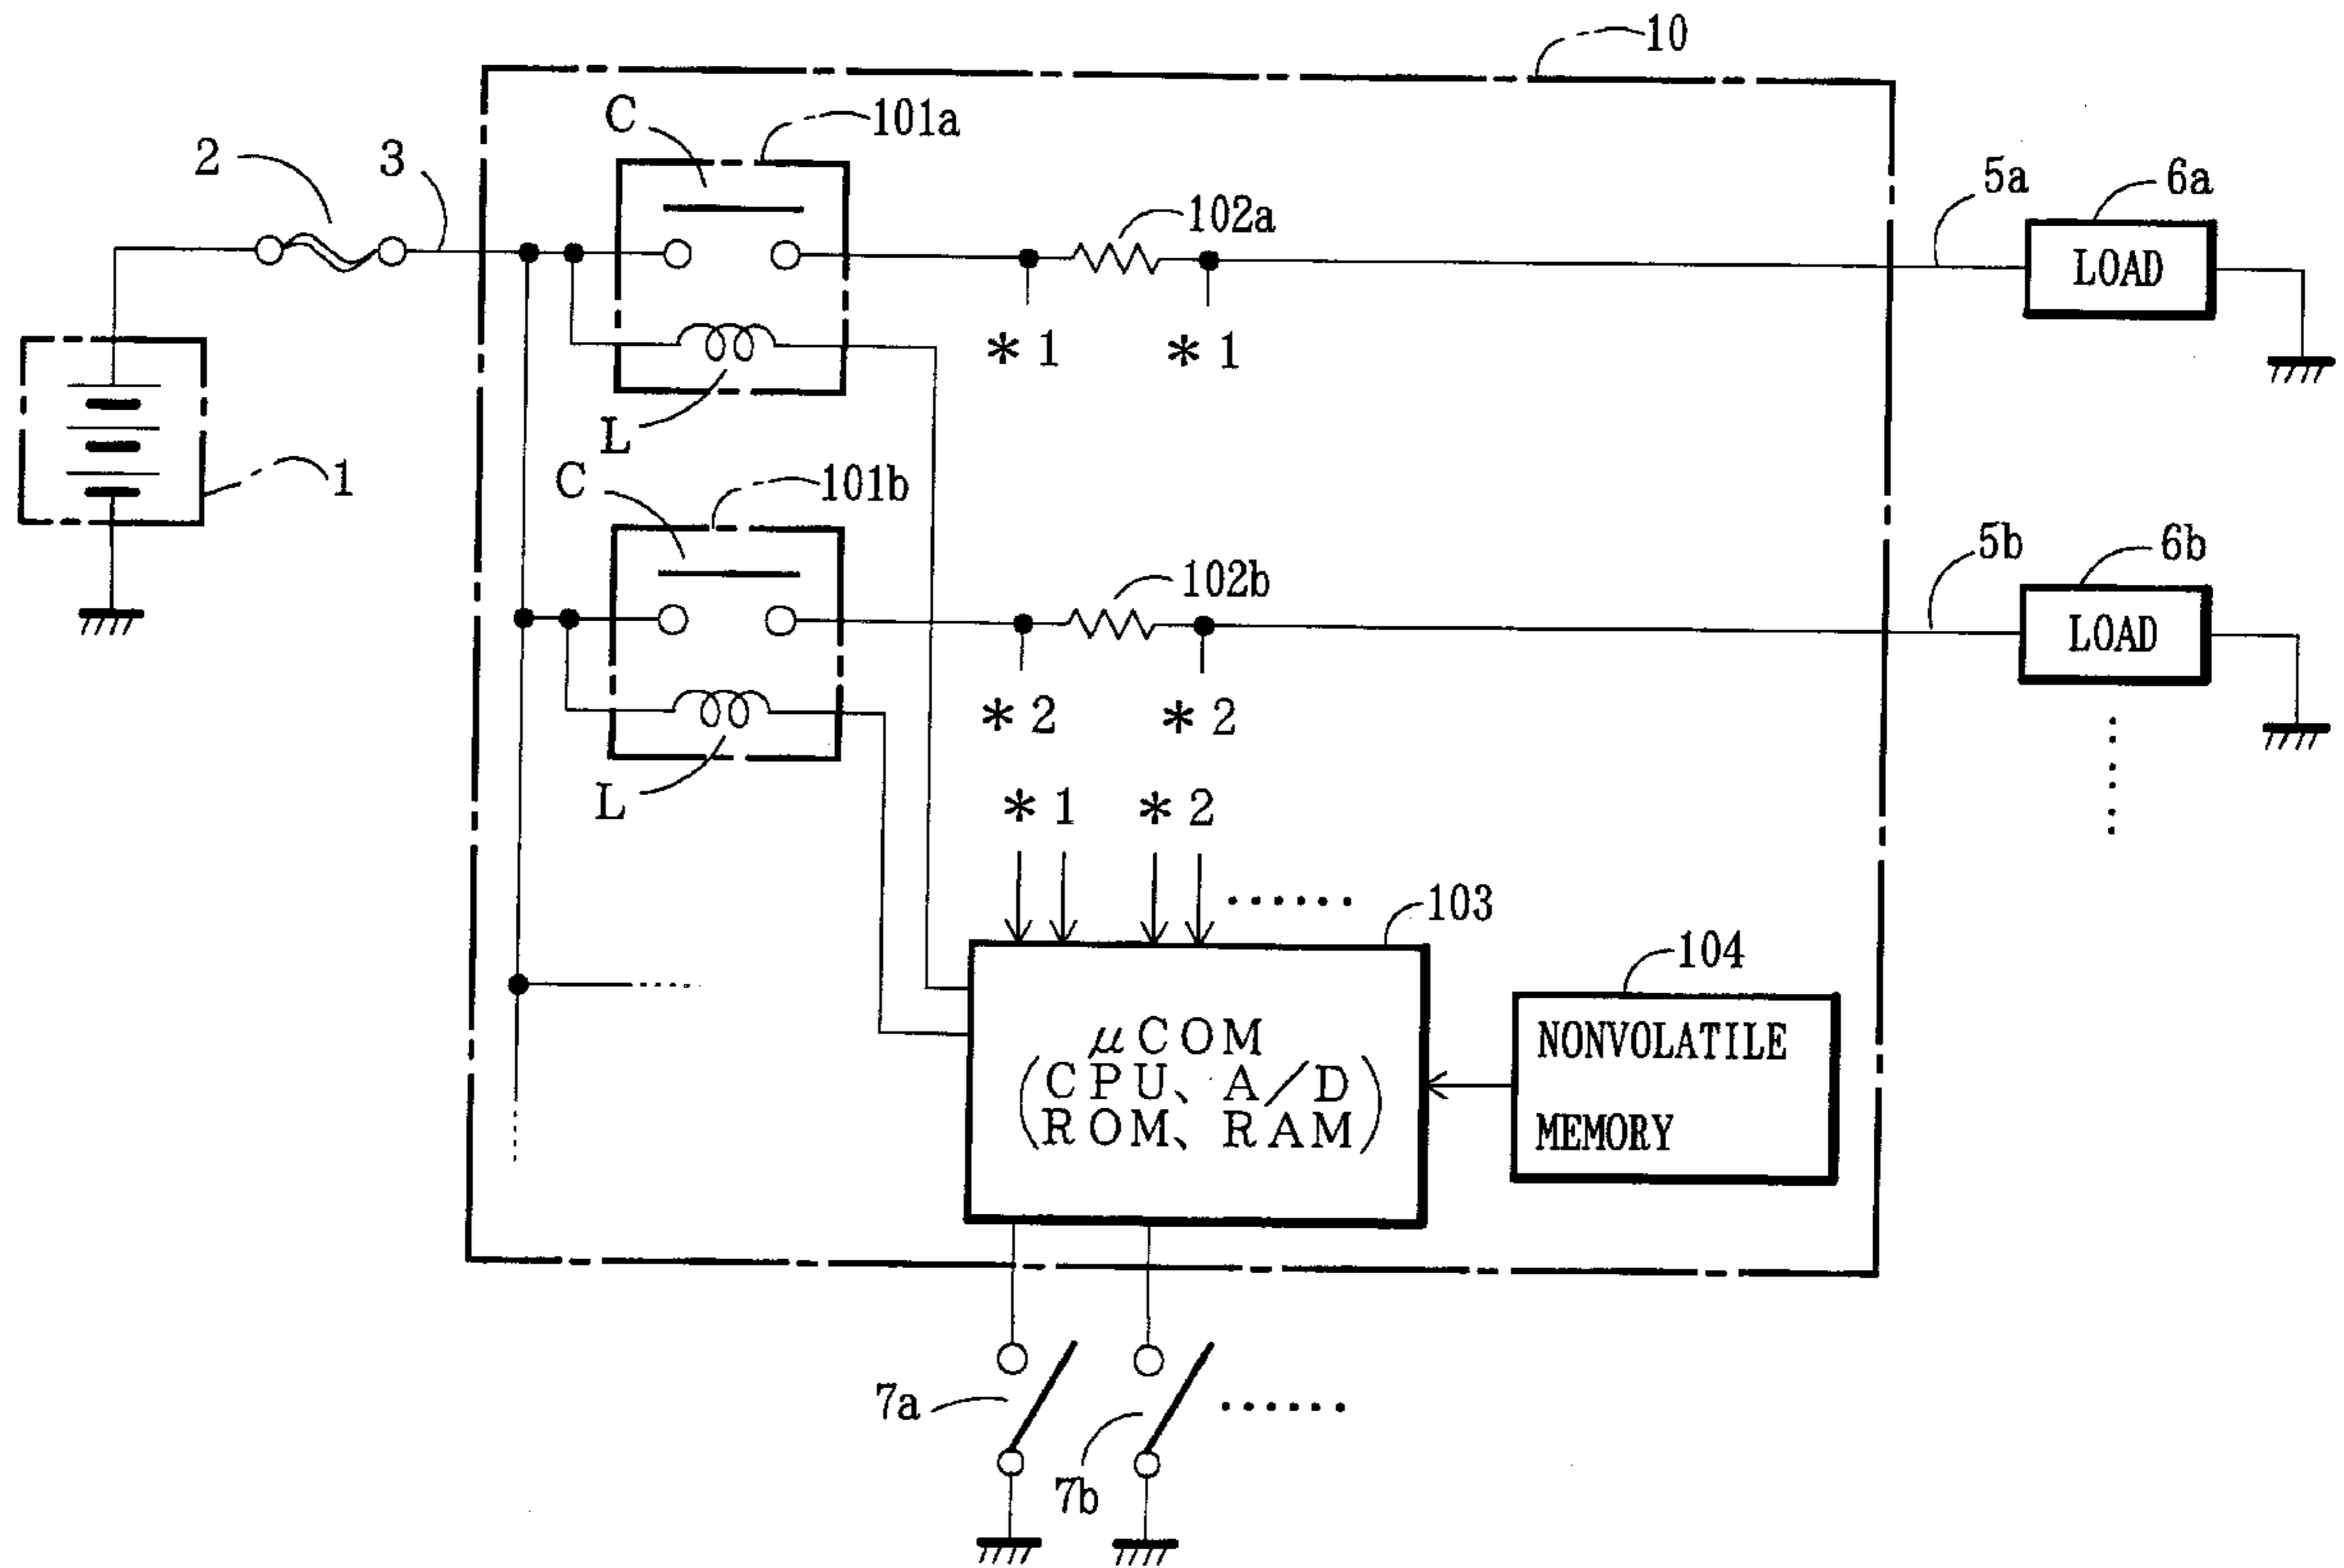 10
C
101a
2
3
102a
5a
6a
LOAD
*1
*1
L
1
C
101b
102b
5b
6b
LOAD
*2
*2
L
*1
*2
......
103
104
μCOM
(CPU、A/D
ROM、RAM)
NONVOLATILE
MEMORY
7a
7b
......